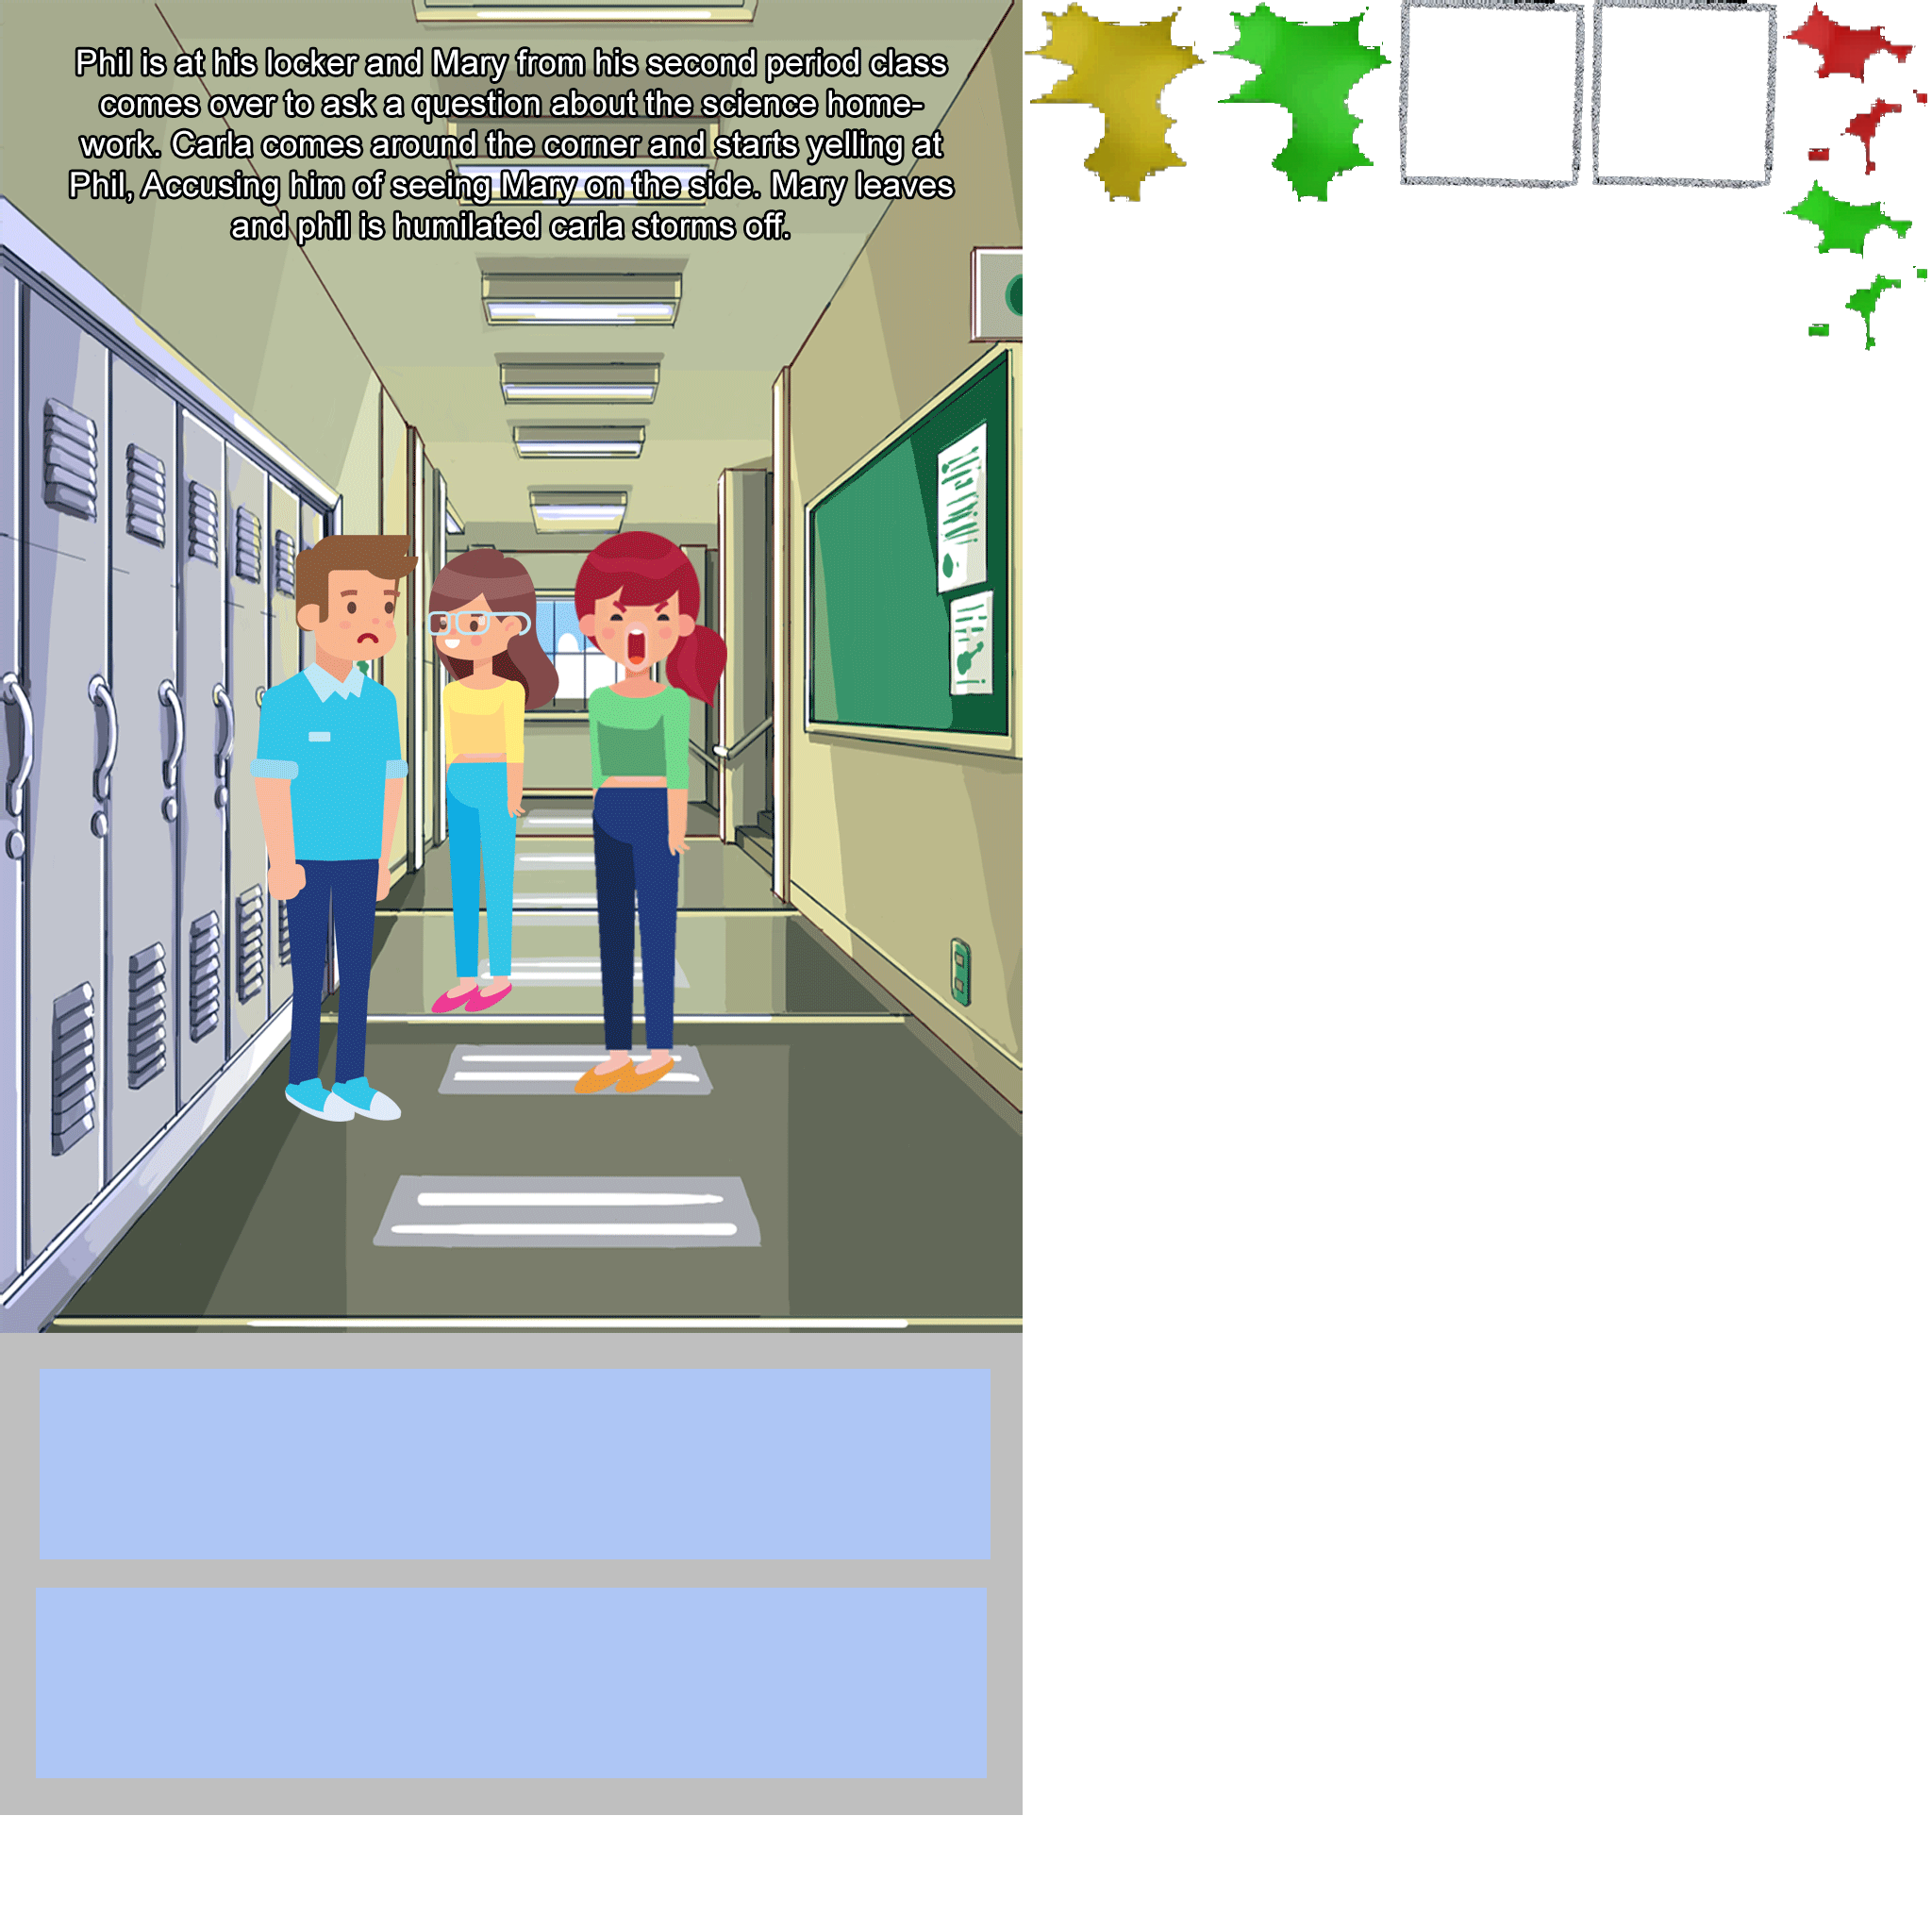 Phil is at his locker and Mary from his second period class
comes over to ask a question about the science home-
work. Carla comes around the corner and starts yelling at
Phil, Accusing him of seeing Mary on the side. Mary leaves
and phil is humilated carla storms off.